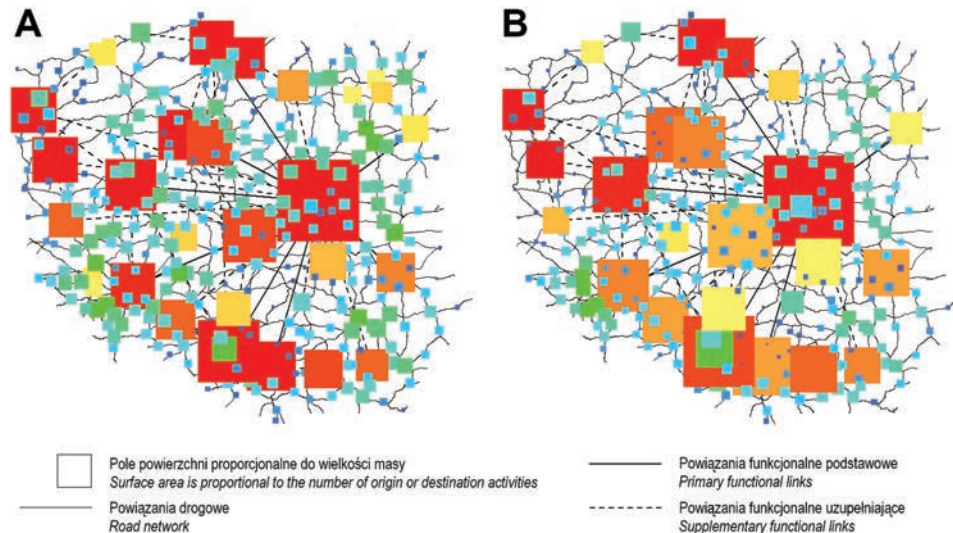 A
B
Pole powierzchni proporcjonalne do wielkości masy
Surface area is proportional to the number of origin or destination activities
Powiązania drogowe
Road network
Powiązania funkcjonalne podstawowe
Primary functional links
Powiązania funkcjonalne uzupełniające
Supplementary functional links